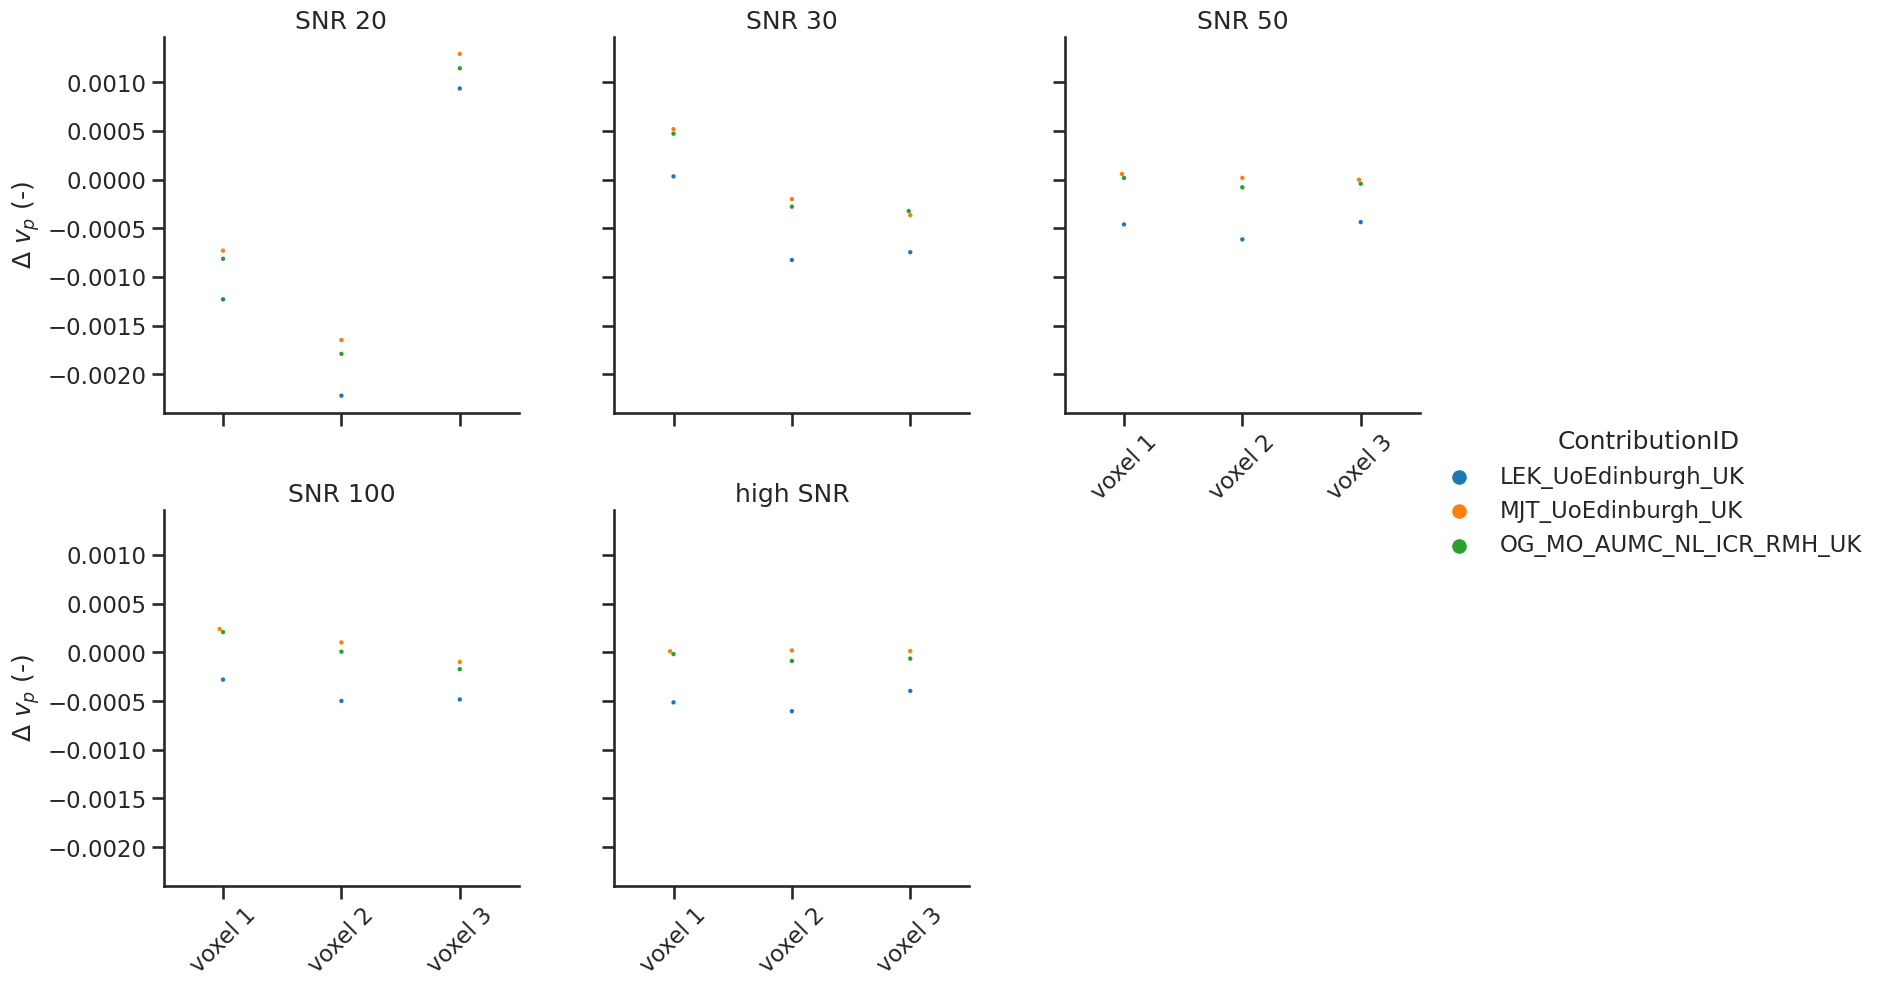 SNR 20
SNR 30
SNR 50
0.0010
0.0005
0.0000
−0.0005
−0.0010
−0.0015
−0.0020
Δ vₚ (-)
voxel 1
voxel 2
voxel 3
ContributionID
LEK_UoEdinburgh_UK
MJT_UoEdinburgh_UK
OG_MO_AUMC_NL_ICR_RMH_UK
SNR 100
high SNR
0.0010
0.0005
0.0000
−0.0005
−0.0010
−0.0015
−0.0020
Δ vₚ (-)
voxel 1
voxel 2
voxel 3
voxel 1
voxel 2
voxel 3